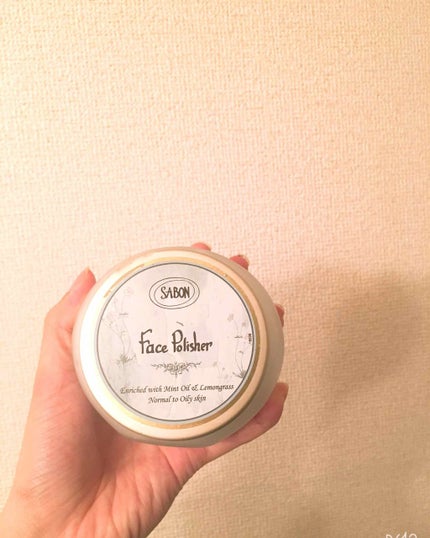 SABON
Face Polisher
Enriched with Mint Oil & Lemongrass
Normal to Oily skin